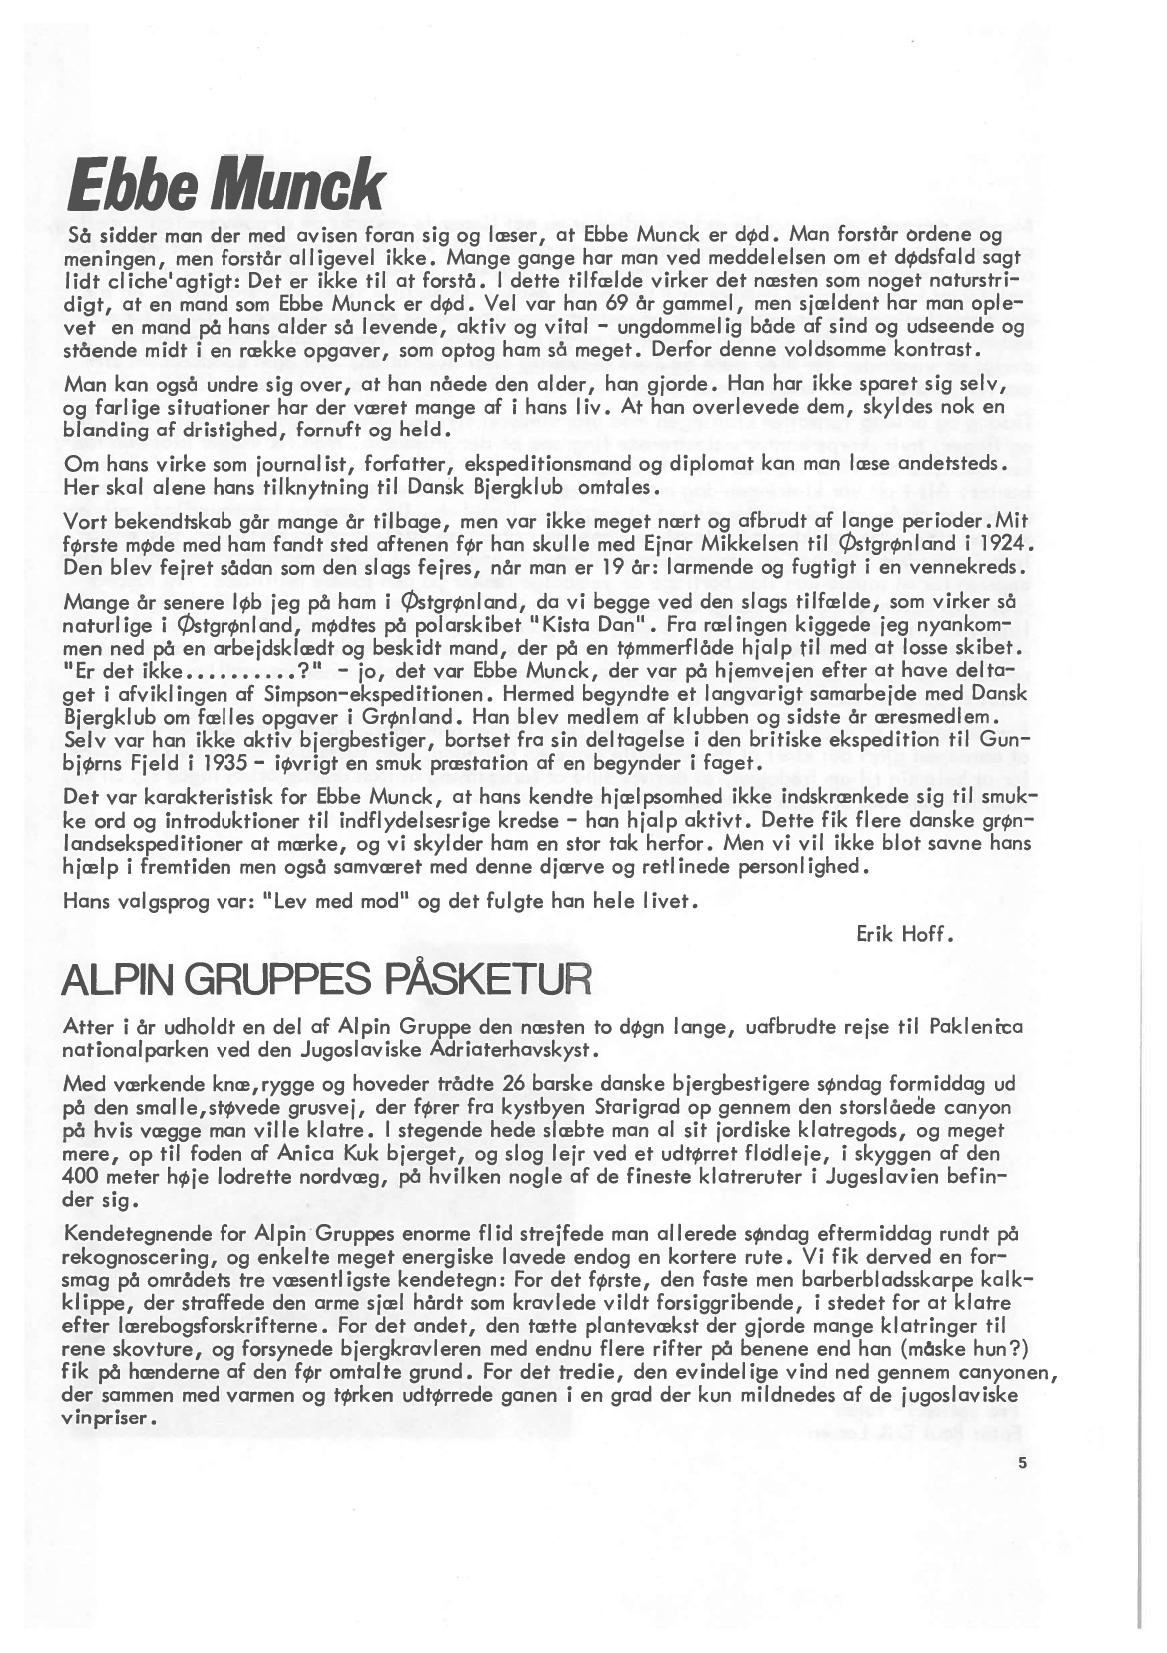 Ebbe Munck
Så sidder man der med avisen foran sig og læser, at Ebbe Munck er død. Man forstår ordene og
meningen, men forstår alligevel ikke. Mange gange har man ved meddelelsen om et dødsfald sagt
lidt cliche'agtigt: Det er ikke til at forstå. I dette tilfælde virker det næsten som noget naturstri-
digt, at en mand som Ebbe Munck er død. Vel var han 69 år gammel, men sjældent har man ople-
vet en mand på hans alder så levende, aktiv og vital - ungdommelig både af sind og udseende og
stående midt i en række opgaver, som optog ham så meget. Derfor denne voldsomme kontrast.
Man kan også undre sig over, at han nåede den alder, han gjorde. Han har ikke sparet sig selv,
og farlige situationer har der været mange af i hans liv. At han overlevede dem, skyldes nok en
blanding af dristighed, fornuft og held.
Om hans virke som journalist, forfatter, ekspeditionsmand og diplomat kan man læse andetsteds.
Her skal alene hans tilknytning til Dansk Bjergklub omtales.
Vort bekendtskab går mange år tilbage, men var ikke meget nært og afbrudt af lange perioder.Mit
første møde med ham fandt sted aftenen før han skulle med Ejnar Mikkelsen til Østgrønland i 1924.
Den blev fejret sådan som den slags fejres, når man er 19 år: larmende og fugtigt i en vennekreds.
Mange år senere løb jeg på ham i Østgrønland, da vi begge ved den slags tilfælde, som virker så
naturlige i Østgrønland, mødtes på polarskibet "Kista Dan". Fra rælingen kiggede jeg nyankom-
men ned på en arbejdsklædt og beskidt mand, der på en tømmerflåde hjalp til med at losse skibet.
"Er det ikke..........?" - jo, det var Ebbe Munck, der var på hjemvejen efter at have delta-
get i afviklingen af Simpson-ekspeditionen. Hermed begyndte et langvarigt samarbejde med Dansk
Bjergklub om fælles opgaver i Grønland. Han blev medlem af klubben og sidste år æresmedlem.
Selv var han ikke aktiv bjergbestiger, bortset fra sin deltagelse i den britiske ekspedition til Gun-
bjørns Fjeld i 1935 - iøvrigt en smuk præstation af en begynder i faget.
Det var karakteristisk for Ebbe Munck, at hans kendte hjælpsomhed ikke indskrænkede sig til smuk-
ke ord og introduktioner til indflydelsesrige kredse - han hjalp aktivt. Dette fik flere danske grøn-
landsekspeditioner at mærke, og vi skylder ham en stor tak herfor. Men vi vil ikke blot savne hans
hjælp i fremtiden men også samværet med denne djærve og retlinede personlighed.
Hans valgsprog var: "Lev med mod" og det fulgte han hele livet.
Erik Hoff.
ALPIN GRUPPES PÅSKETUR
Atter i år udholdt en del af Alpin Gruppe den næsten to døgn lange, uafbrudte rejse til Paklenica
nationalparken ved den Jugoslaviske Adriaterhavskyst.
Med værkende knæ,rygge og hoveder trådte 26 barske danske bjergbestigere søndag formiddag ud
på den smalle,støvede grusvej, der fører fra kystbyen Starigrad op gennem den storslåede canyon
på hvis vægge man ville klatre. I stegende hede slæbte man al sit jordiske klatregods, og meget
mere, op til foden af Anica Kuk bjerget, og slog lejr ved et udtørret flodleje, i skyggen af den
400 meter høje lodrette nordvæg, på hvilken nogle af de fineste klatreruter i Jugeslavien befin-
der sig.
Kendetegnende for Alpin Gruppes enorme flid strejfede man allerede søndag eftermiddag rundt på
rekognoscering, og enkelte meget energiske lavede endog en kortere rute. Vi fik derved en for-
smag på områdets tre væsentligste kendetegn: For det første, den faste men barberbladsskarpe kalk-
klippe, der straffede den arme sjæl hårdt som kravlede vildt forsiggribende, i stedet for at klatre
efter lærebogsforskrifterne. For det andet, den tætte plantevækst der gjorde mange klatringer til
rene skovture, og forsynede bjergkravleren med endnu flere rifter på benene end han (måske hun?)
fik på hænderne af den før omtalte grund. For det tredie, den evindelige vind ned gennem canyonen,
der sammen med varmen og tørken udtørrede ganen i en grad der kun mildnedes af de jugoslaviske
vinpriser.
5